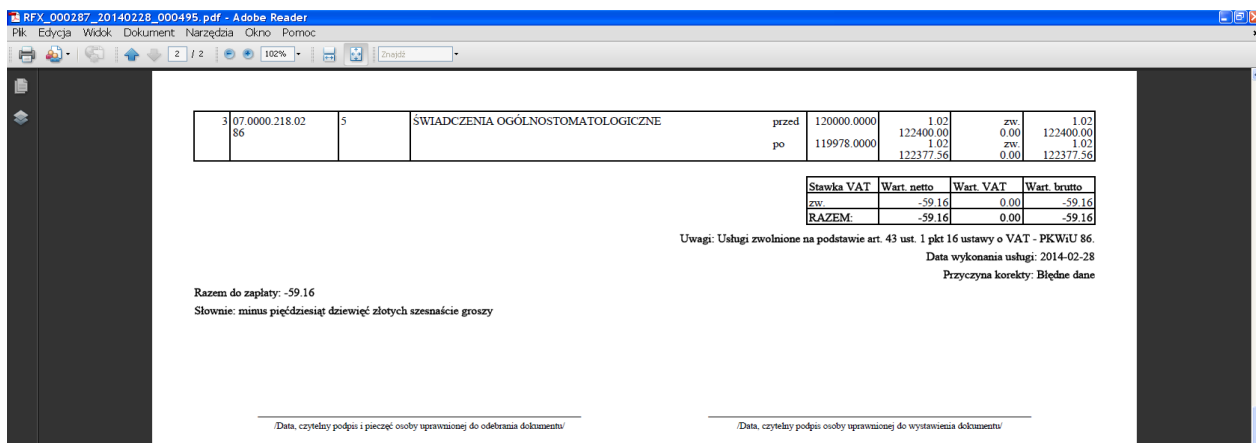 RFX_000287_20140228_000495.pdf - Adobe Reader
Plik Edycja Widok Dokument Narzędzia Okno Pomoc
2 / 2 102% Znajdź
3 07.0000.218.02 5 ŚWIADCZENIA OGÓLNOSTOMATOLOGICZNE przed 120000.0000 1.02 zw. 1.02
86 122400.00 0.00 122400.00
po 119978.0000 1.02 zw. 1.02
122377.56 0.00 122377.56
Stawka VAT Wart. netto Wart. VAT Wart. brutto
zw. -59.16 0.00 -59.16
RAZEM: -59.16 0.00 -59.16
Uwagi: Usługi zwolnione na podstawie art. 43 ust. 1 pkt 16 ustawy o VAT - PKWiU 86.
Data wykonania usługi: 2014-02-28
Przyczyna korekty: Błędne dane
Razem do zapłaty: -59.16
Słownie: minus pięćdziesiąt dziewięć złotych szesnaście groszy
/Data, czytelny podpis i pieczęć osoby uprawnionej do odebrania dokumentu/ /Data, czytelny podpis osoby uprawnionej do wystawienia dokumentu/